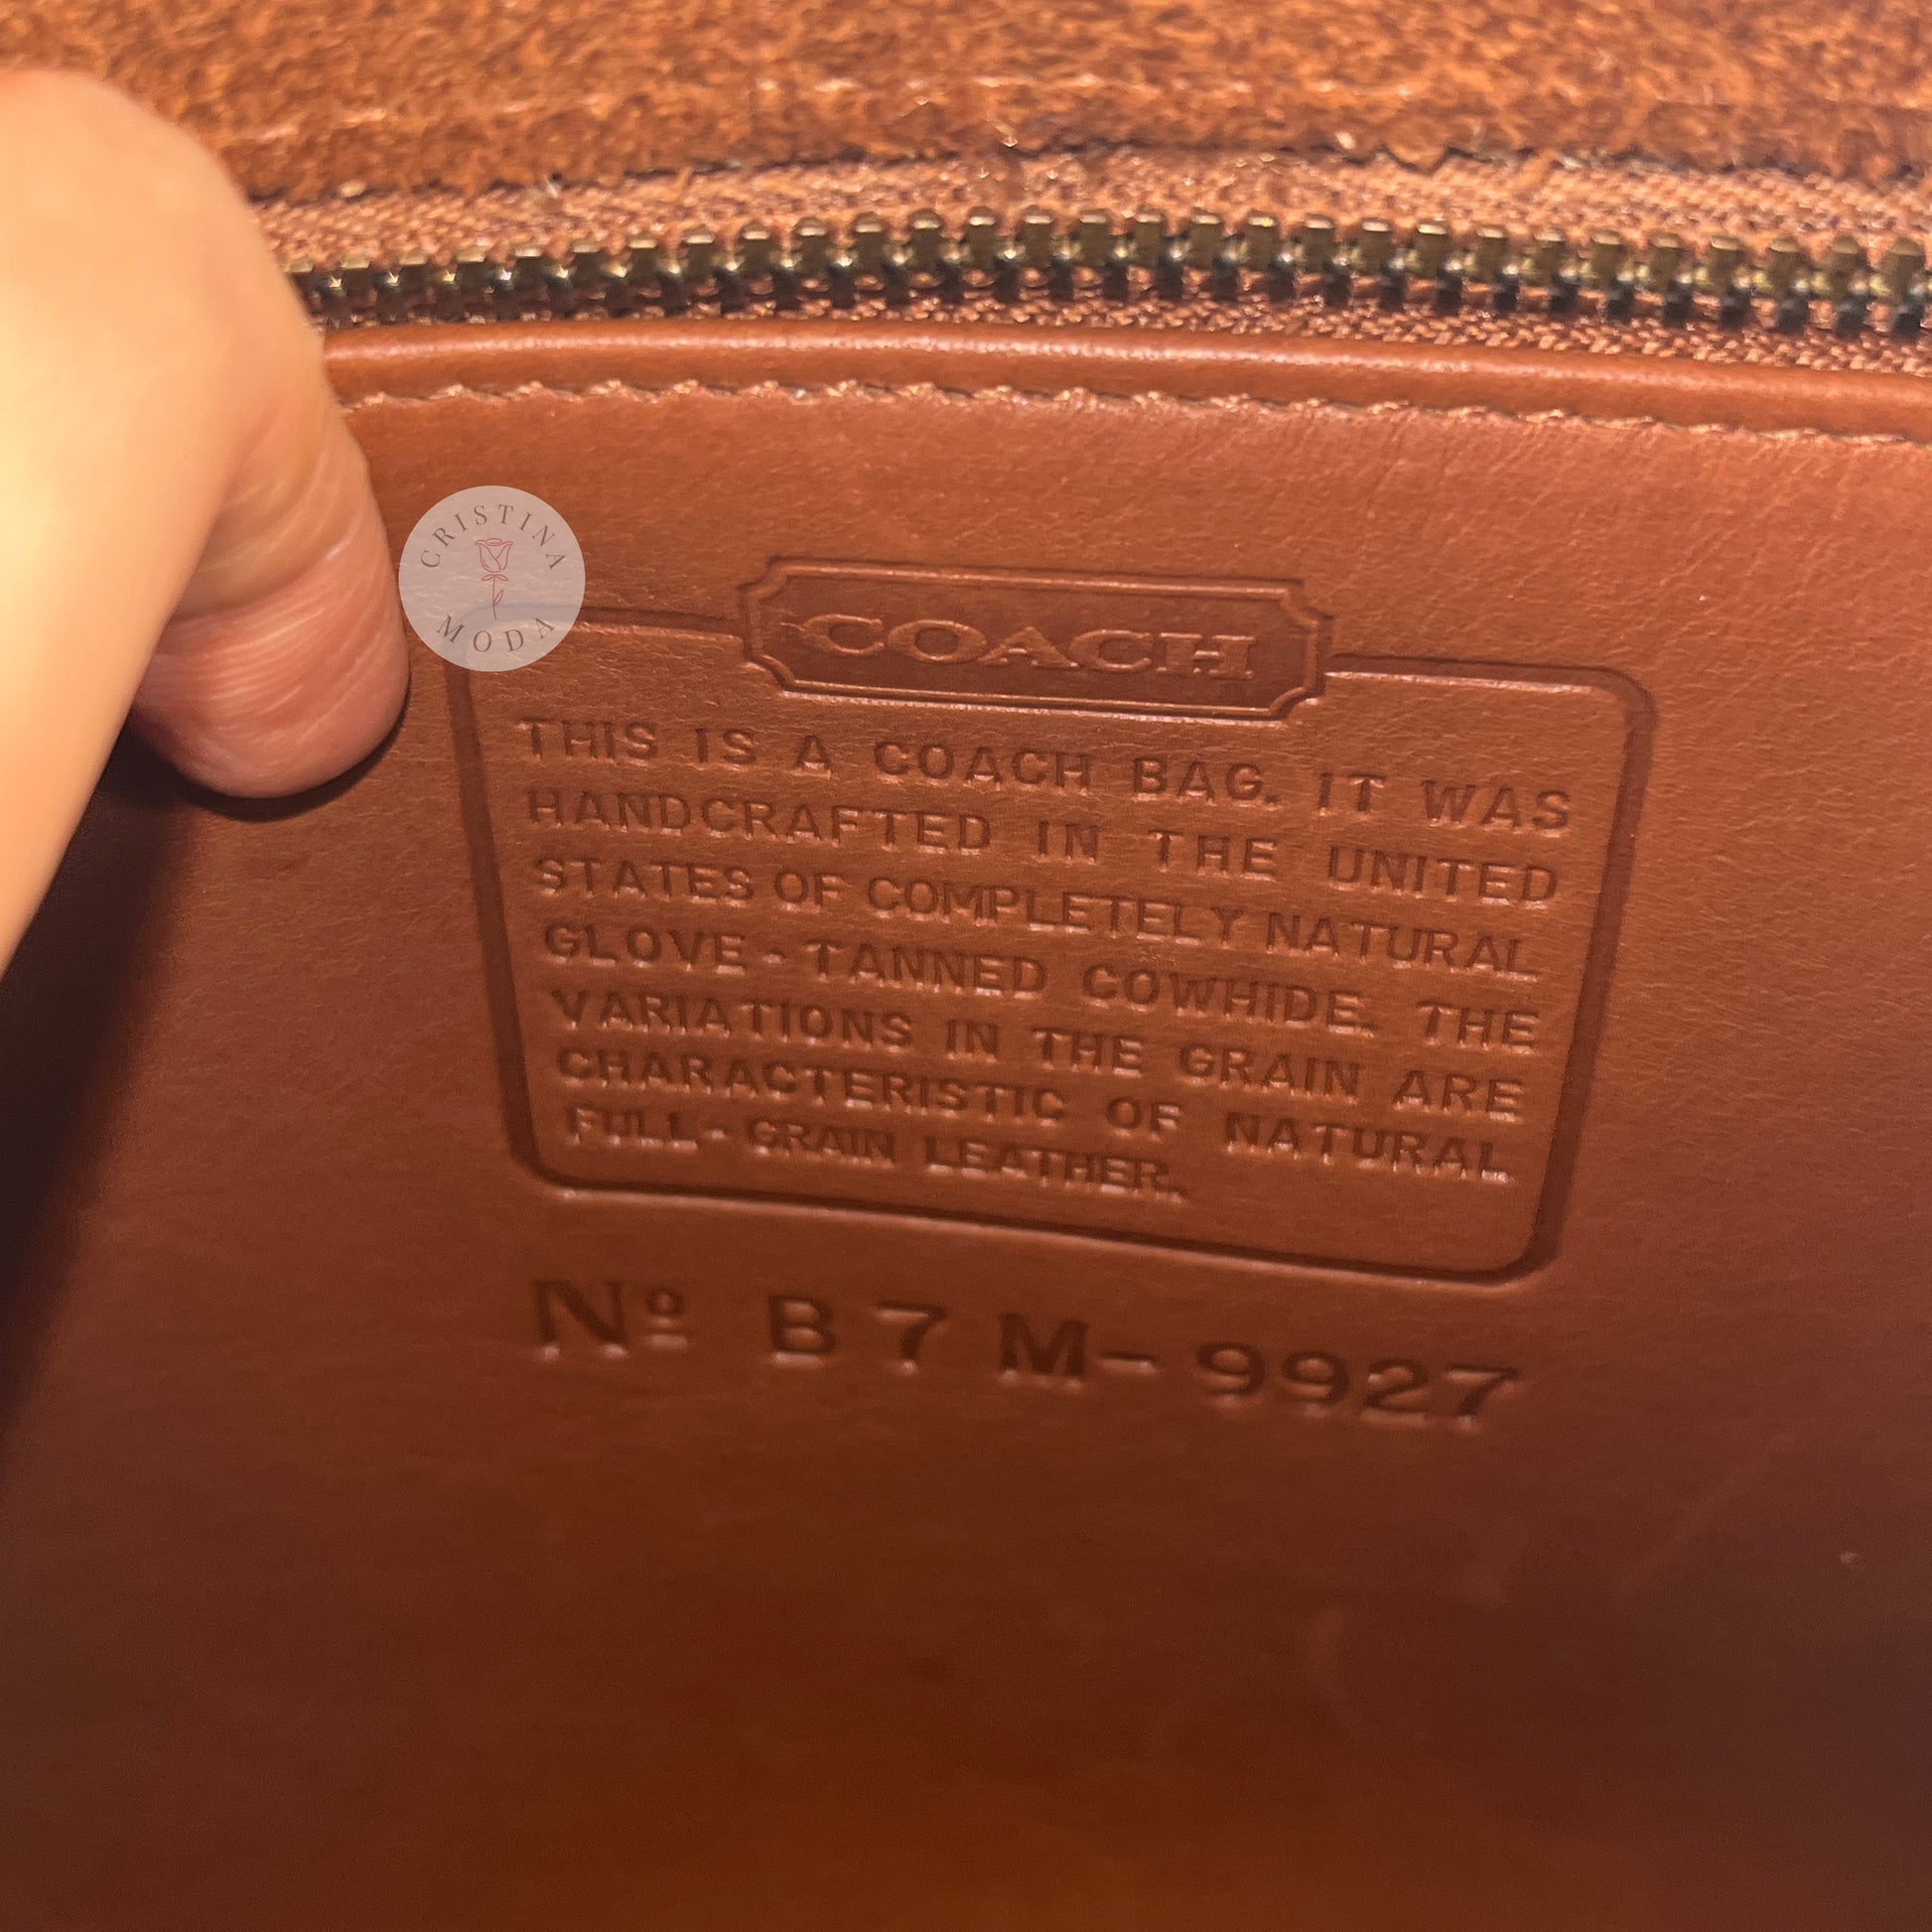 CRISTINA
MODA
COACH
THIS IS A COACH BAG. IT WAS
HANDCRAFTED IN THE UNITED
STATES OF COMPLETELY NATURAL
GLOVE-TANNED COWHIDE. THE
VARIATIONS IN THE GRAIN ARE
CHARACTERISTIC OF NATURAL
FULL-GRAIN LEATHER.
Nº B7M-9927